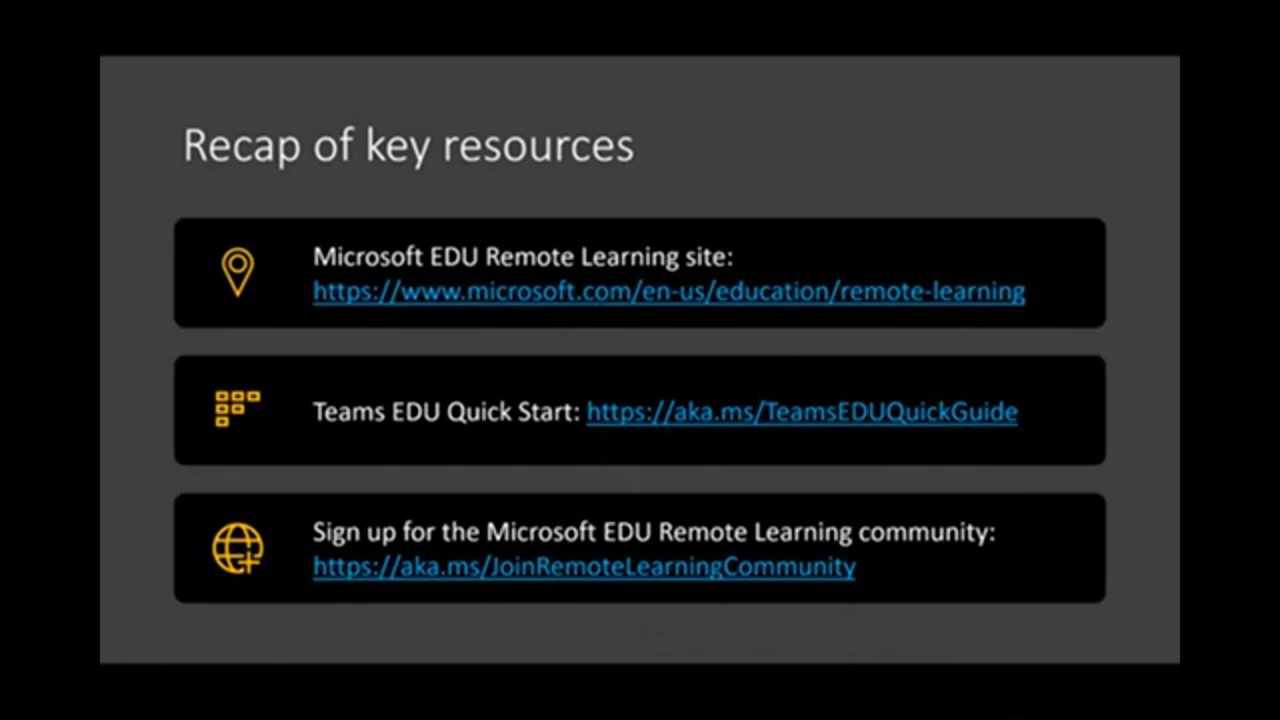 Recap of key resources
Microsoft EDU Remote Learning site:
https://www.microsoft.com/en-us/education/remote-learning
Teams EDU Quick Start: https://aka.ms/TeamsEDUQuickGuide
Sign up for the Microsoft EDU Remote Learning community:
https://aka.ms/JoinRemoteLearningCommunity